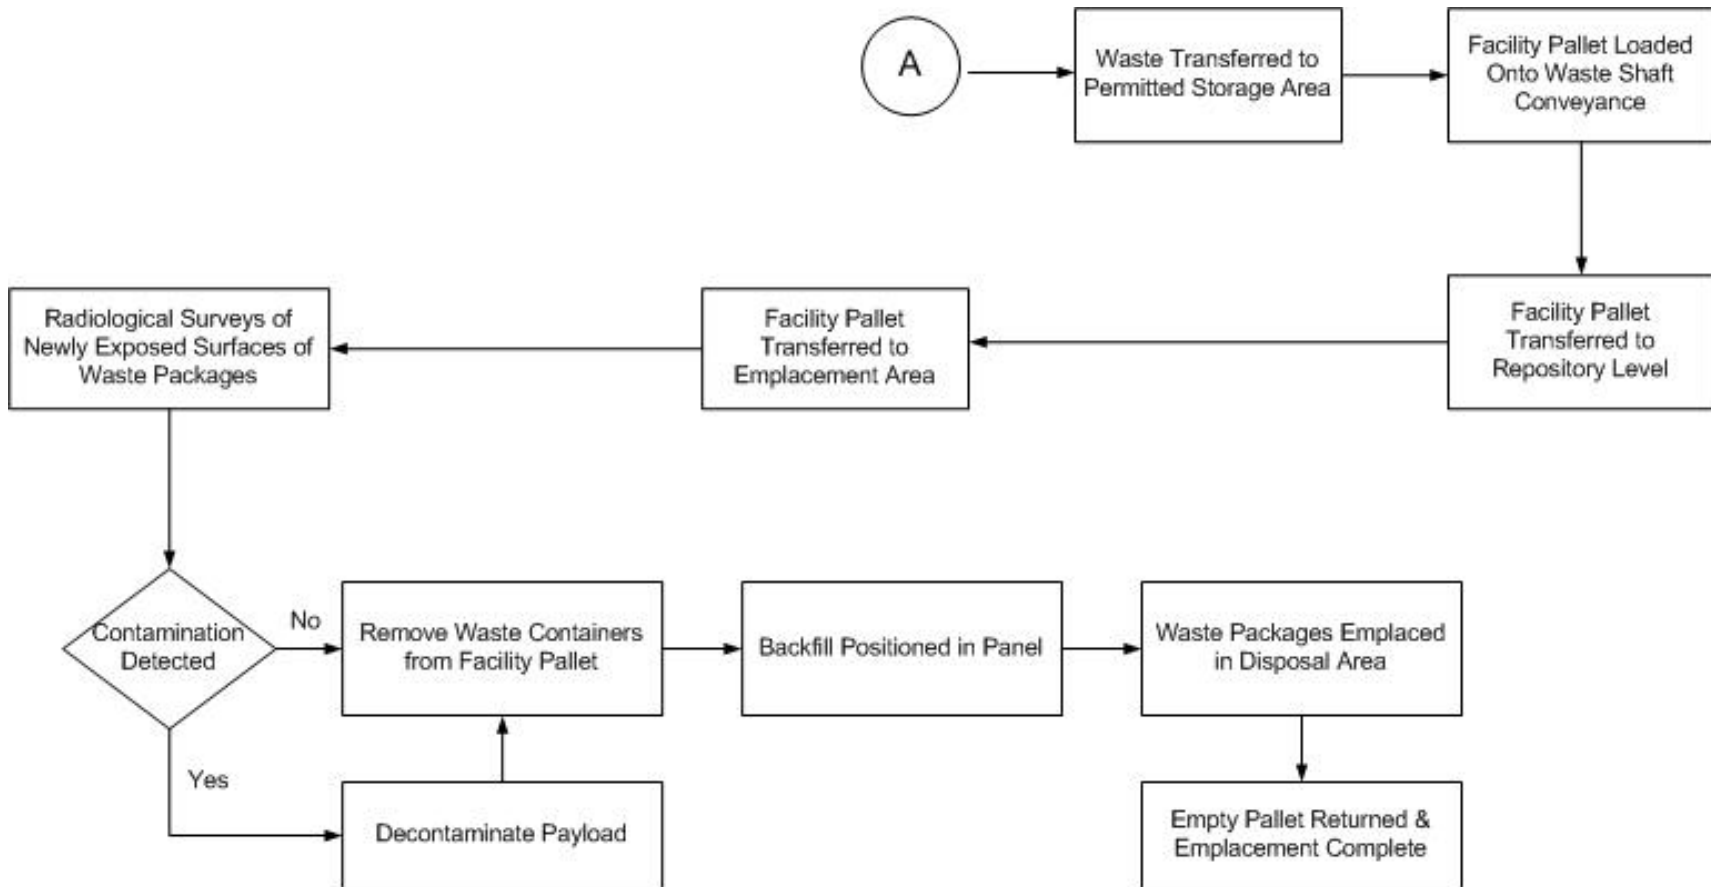 A
Waste Transferred to
Permitted Storage Area
Facility Pallet Loaded
Onto Waste Shaft
Conveyance
Facility Pallet
Transferred to
Repository Level
Facility Pallet
Transferred to
Emplacement Area
Radiological Surveys of
Newly Exposed Surfaces of
Waste Packages
Contamination
Detected
No
Remove Waste Containers
from Facility Pallet
Backfill Positioned in Panel
Waste Packages Emplaced
in Disposal Area
Yes
Decontaminate Payload
Empty Pallet Returned &
Emplacement Complete